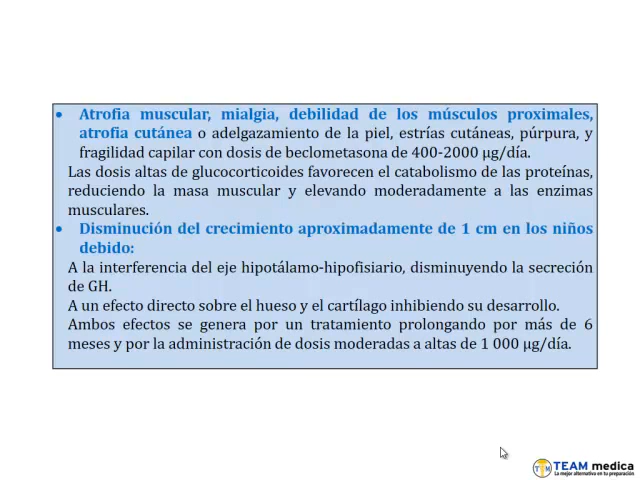 • Atrofia muscular, mialgia, debilidad de los músculos proximales,
atrofia cutánea o adelgazamiento de la piel, estrías cutáneas, púrpura, y
fragilidad capilar con dosis de beclometasona de 400-2000 µg/día.
Las dosis altas de glucocorticoides favorecen el catabolismo de las proteínas,
reduciendo la masa muscular y elevando moderadamente a las enzimas
musculares.
• Disminución del crecimiento aproximadamente de 1 cm en los niños
debido:
A la interferencia del eje hipotálamo-hipofisiario, disminuyendo la secreción
de GH.
A un efecto directo sobre el hueso y el cartílago inhibiendo su desarrollo.
Ambos efectos se genera por un tratamiento prolongando por más de 6
meses y por la administración de dosis moderadas a altas de 1 000 µg/día.
TM TEAM medica
La mejor alternativa en tu preparación